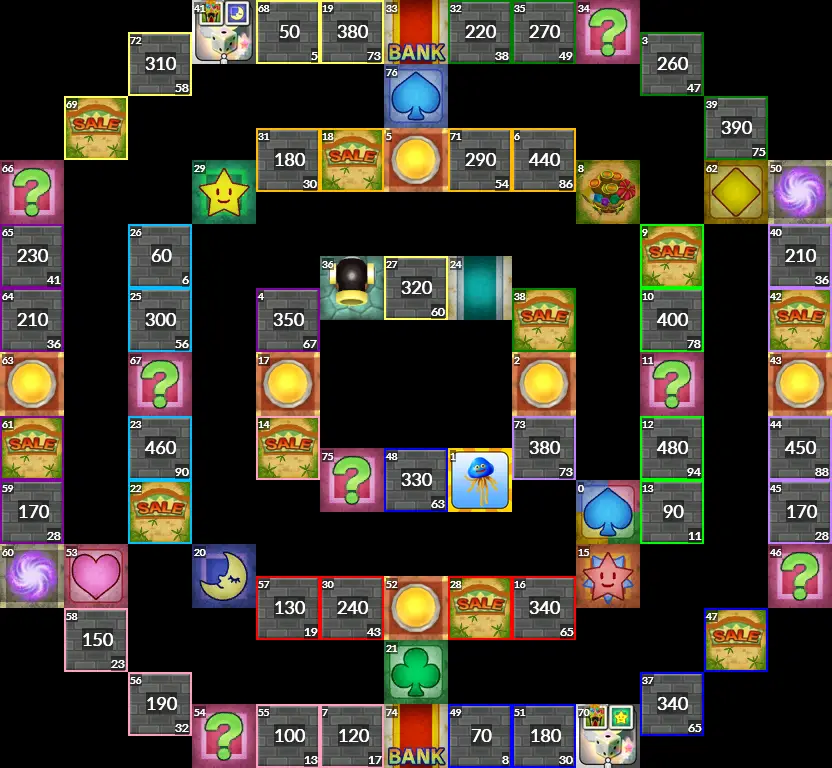 41 68 50 5 19 380 73 33 BANK 32 220 38 35 270 49 34 ?
72 310 58 3 260 47
76
69 SALE 39 390 75
31 180 30 18 SALE 5 71 290 54 6 440 86
66 ? 29 8 62 50
65 230 41 26 60 6 9 SALE 40 210 36
36 27 320 60 24
64 210 36 25 300 56 4 350 67 38 SALE 10 400 78 42 SALE
63 67 ? 17 2 11 ? 43
61 SALE 23 460 90 14 SALE 73 380 73 12 480 94 44 450 88
75 ? 48 330 63 1
59 170 28 22 SALE 0 13 90 11 45 170 28
60 53 20 15 46 ?
57 130 19 30 240 43 52 28 SALE 16 340 65
58 150 23 47 SALE
21
56 190 32 37 340 65
54 ? 55 100 13 7 120 17 74 BANK 49 70 8 51 180 30 70